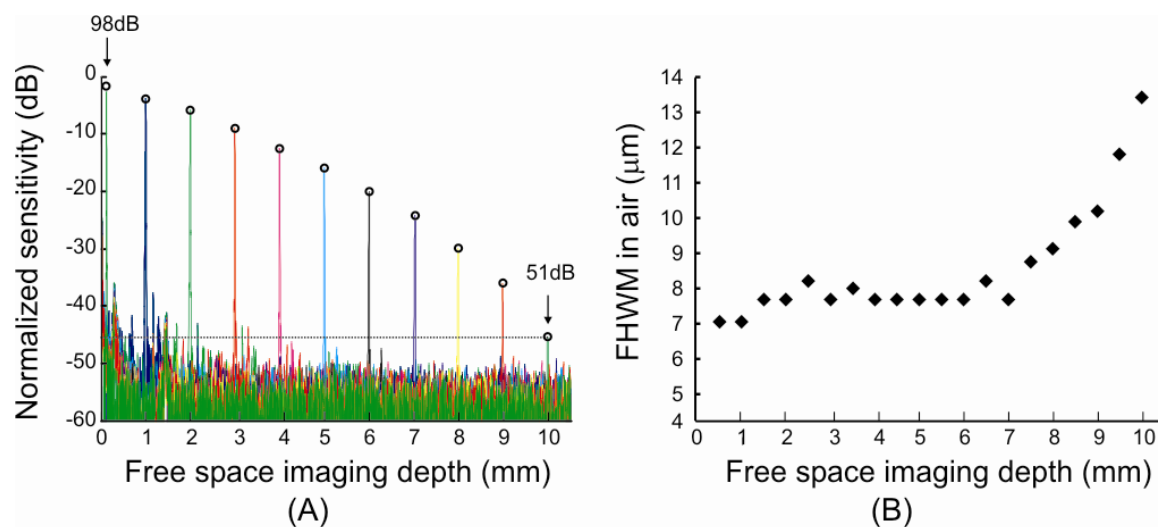 98dB
0
-10
-20
-30
-40
-50
-60
51dB
0 1 2 3 4 5 6 7 8 9 10
Normalized sensitivity (dB)
Free space imaging depth (mm)
(A)
14
13
12
11
10
9
8
7
6
5
4
0 1 2 3 4 5 6 7 8 9 10
FHWM in air (μm)
Free space imaging depth (mm)
(B)